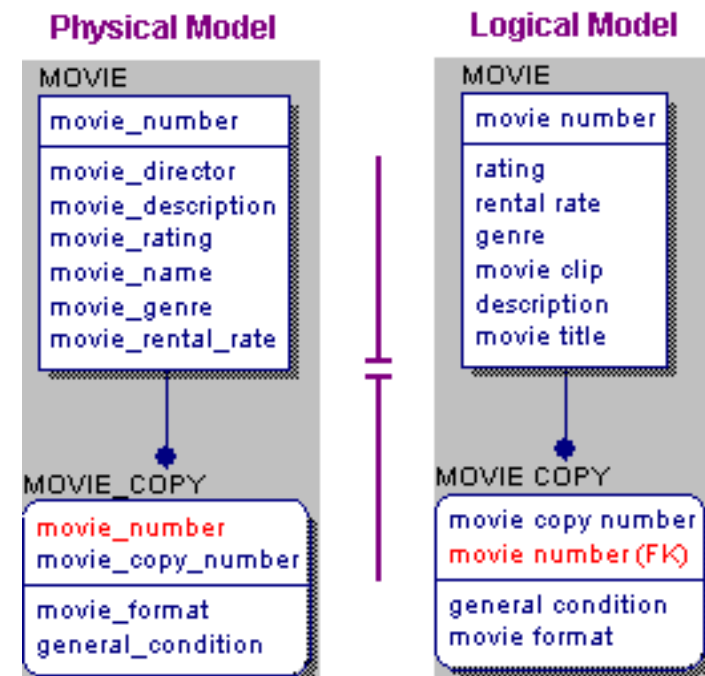 Physical Model
MOVIE
movie_number
movie_director
movie_description
movie_rating
movie_name
movie_genre
movie_rental_rate
MOVIE_COPY
movie_number
movie_copy_number
movie_format
general_condition
Logical Model
MOVIE
movie number
rating
rental rate
genre
movie clip
description
movie title
MOVIE COPY
movie copy number
movie number (FK)
general condition
movie format